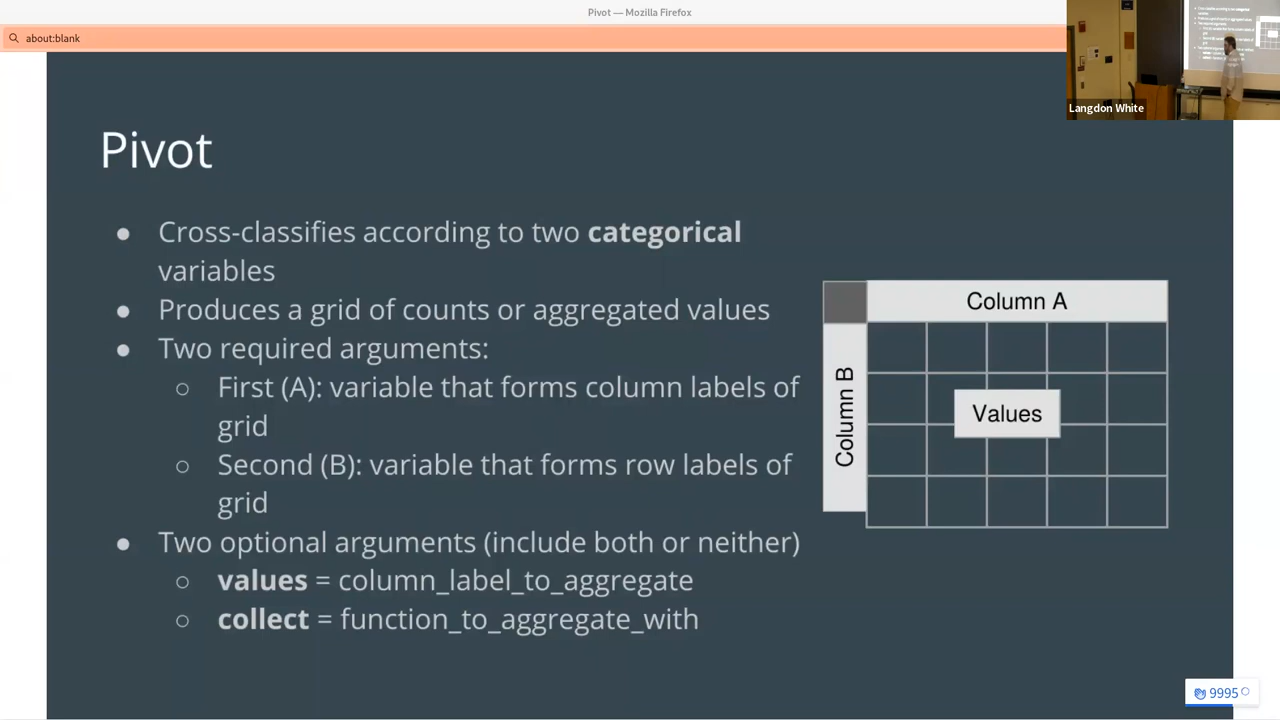 Pivot — Mozilla Firefox
about:blank
Langdon White
Pivot
● Cross-classifies according to two categorical
variables
● Produces a grid of counts or aggregated values
● Two required arguments:
○ First (A): variable that forms column labels of
grid
○ Second (B): variable that forms row labels of
grid
● Two optional arguments (include both or neither)
○ values = column_label_to_aggregate
○ collect = function_to_aggregate_with
Column A
Column B
Values
9995